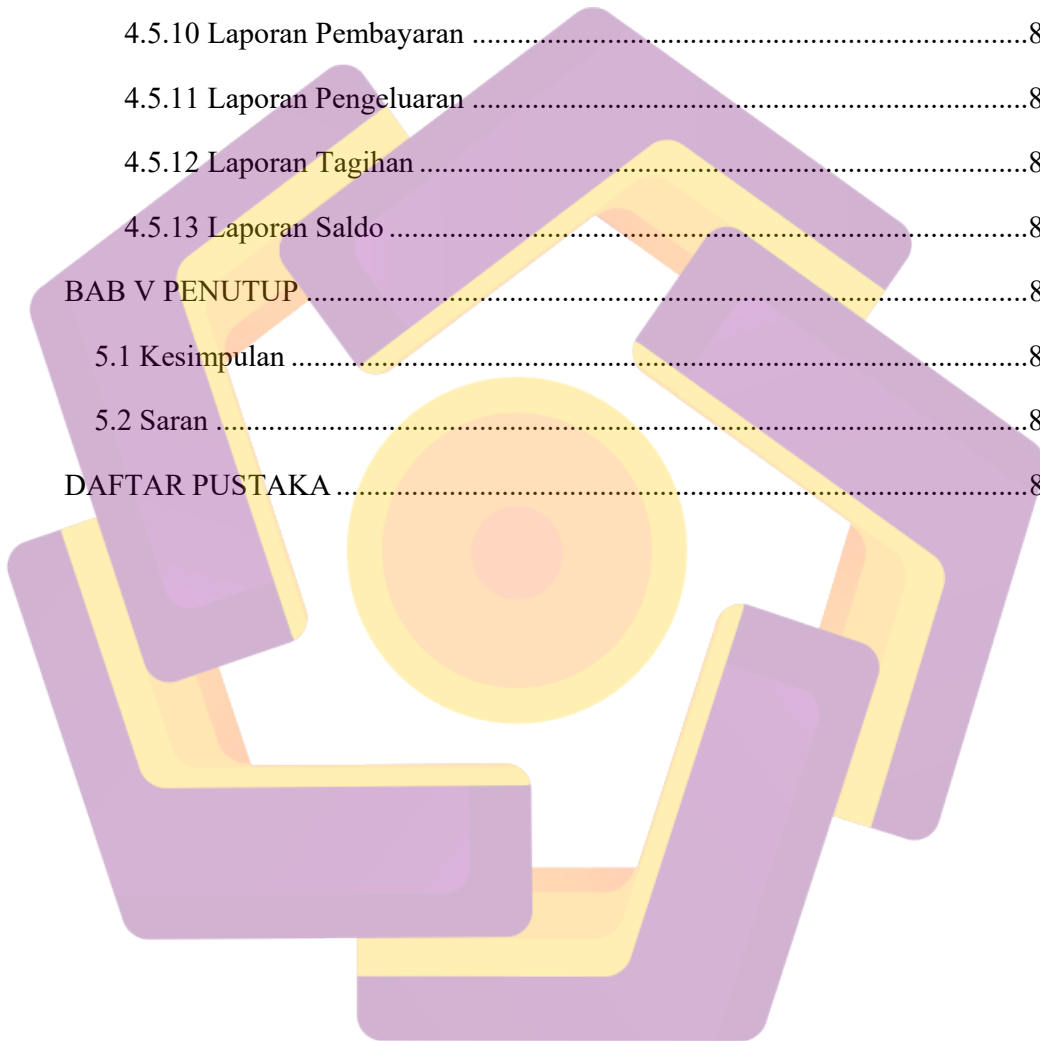 4.5.10 Laporan Pembayaran ..........................................................................8
4.5.11 Laporan Pengeluaran ..........................................................................8
4.5.12 Laporan Tagihan .................................................................................8
4.5.13 Laporan Saldo .....................................................................................8
BAB V PENUTUP ................................................................................................8
5.1 Kesimpulan ..................................................................................................8
5.2 Saran ............................................................................................................8
DAFTAR PUSTAKA ............................................................................................8